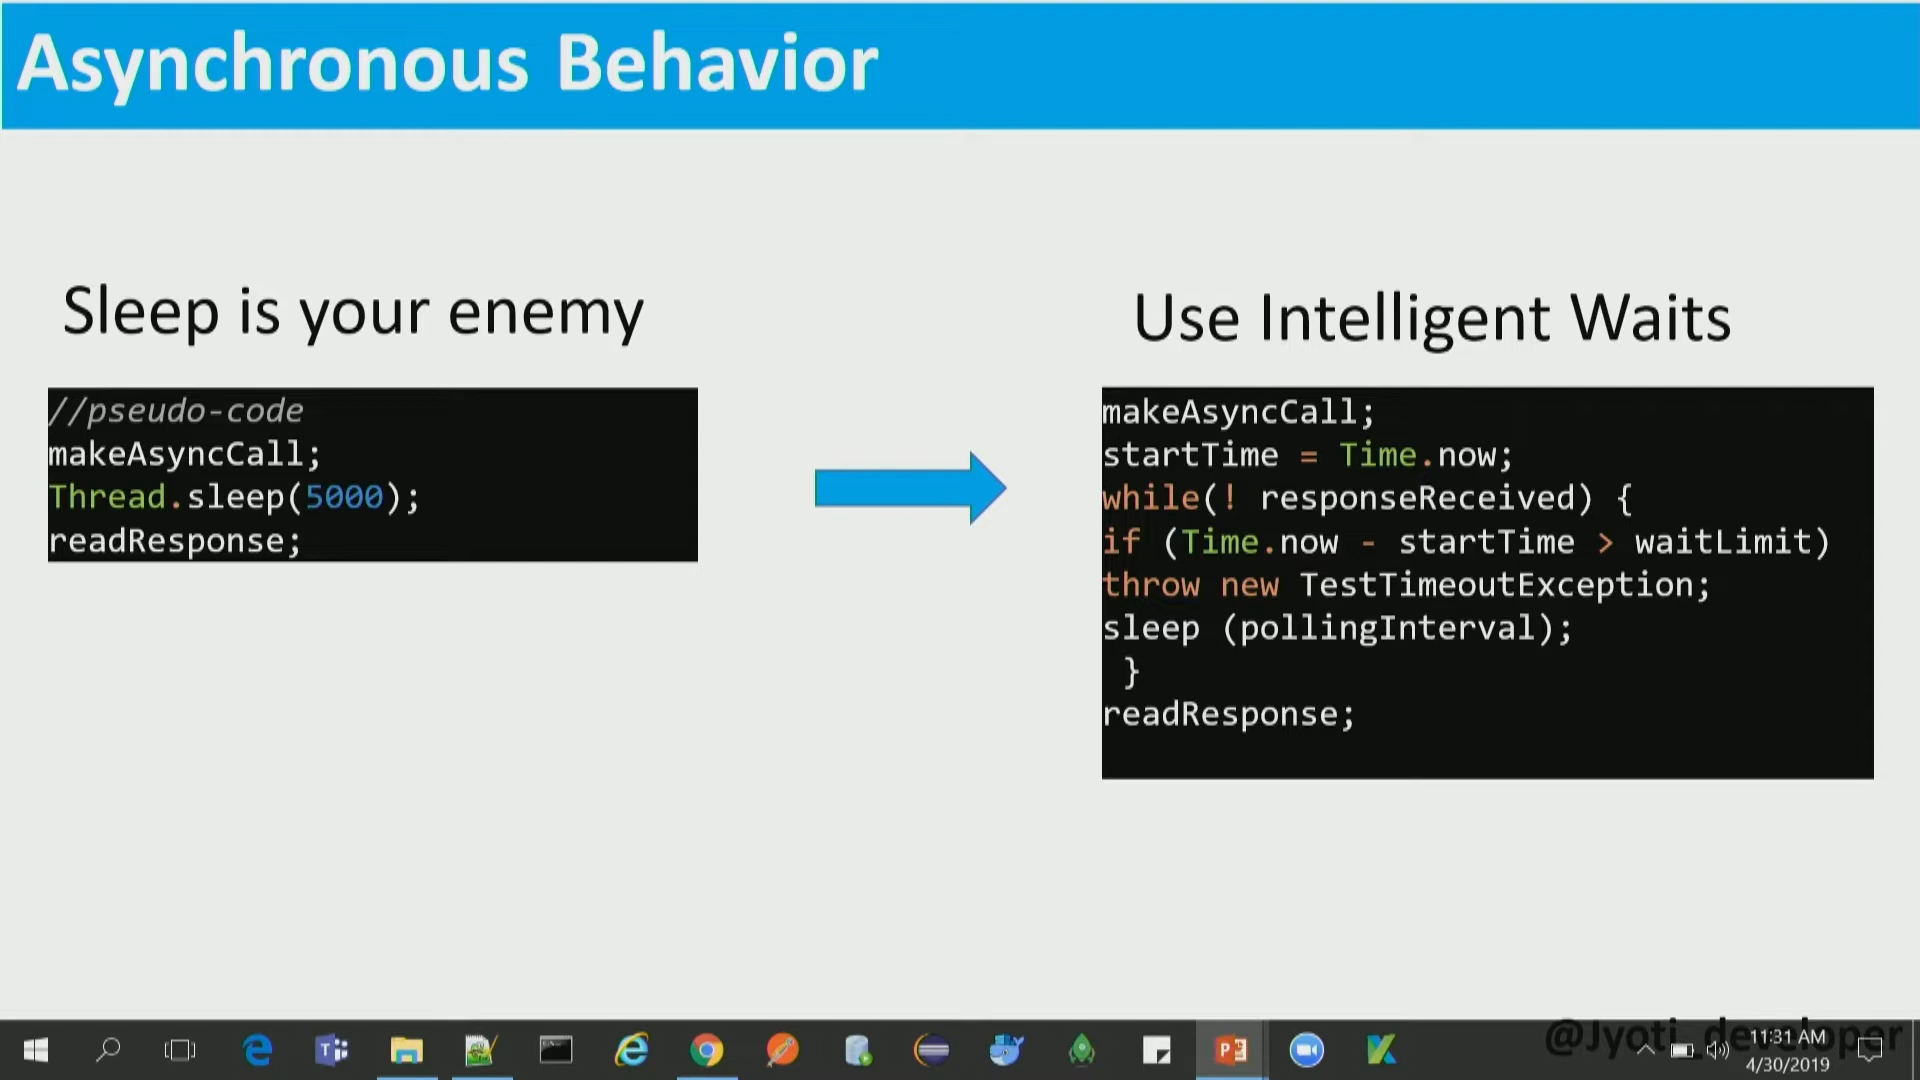 Asynchronous Behavior
Sleep is your enemy
//pseudo-code
makeAsyncCall;
Thread.sleep(5000);
readResponse;
Use Intelligent Waits
makeAsyncCall;
startTime = Time.now;
while(! responseReceived) {
if (Time.now - startTime > waitLimit)
throw new TestTimeoutException;
sleep (pollingInterval);
}
readResponse;
@Jyoti_developer
11:31 AM
4/30/2019